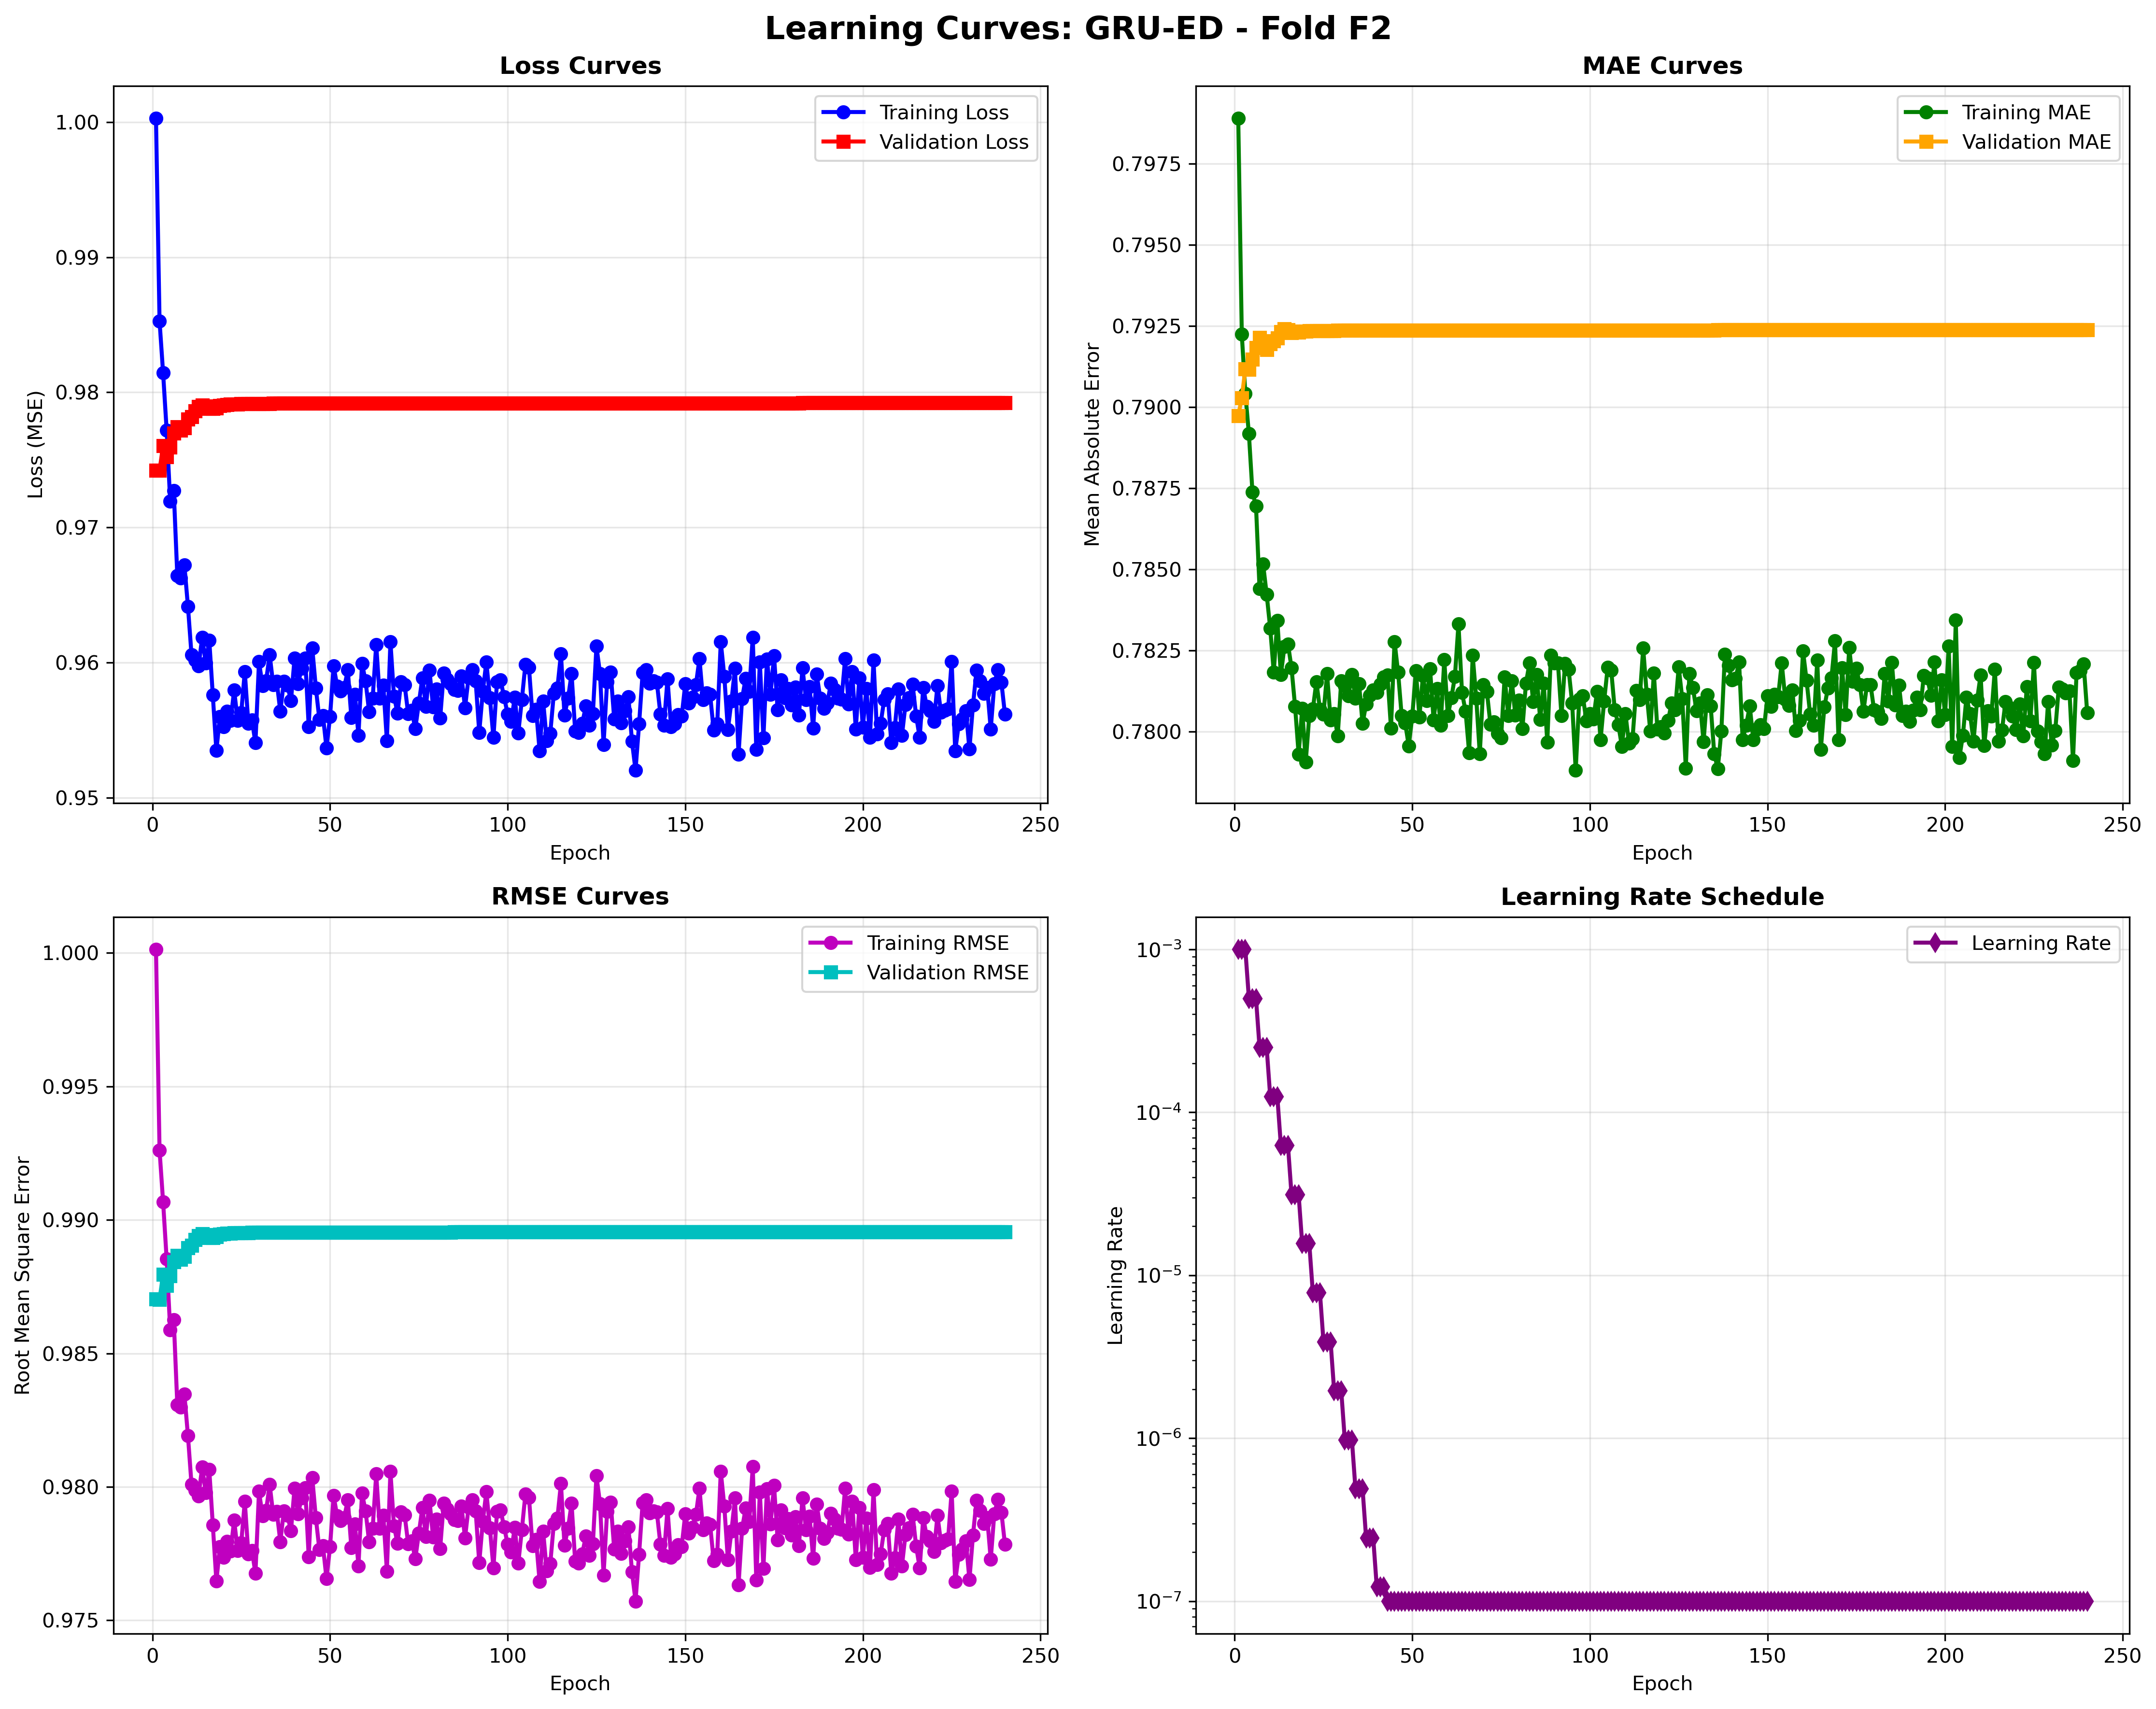 Learning Curves: GRU-ED - Fold F2
Loss Curves
Training Loss
Validation Loss
1.00
0.99
0.98
0.97
0.96
0.95
Loss (MSE)
0
50
100
150
200
250
Epoch
MAE Curves
Training MAE
Validation MAE
0.7975
0.7950
0.7925
0.7900
0.7875
0.7850
0.7825
0.7800
Mean Absolute Error
0
50
100
150
200
250
Epoch
RMSE Curves
Training RMSE
Validation RMSE
1.000
0.995
0.990
0.985
0.980
0.975
Root Mean Square Error
0
50
100
150
200
250
Epoch
Learning Rate Schedule
Learning Rate
10⁻³
10⁻⁴
10⁻⁵
10⁻⁶
10⁻⁷
Learning Rate
0
50
100
150
200
250
Epoch